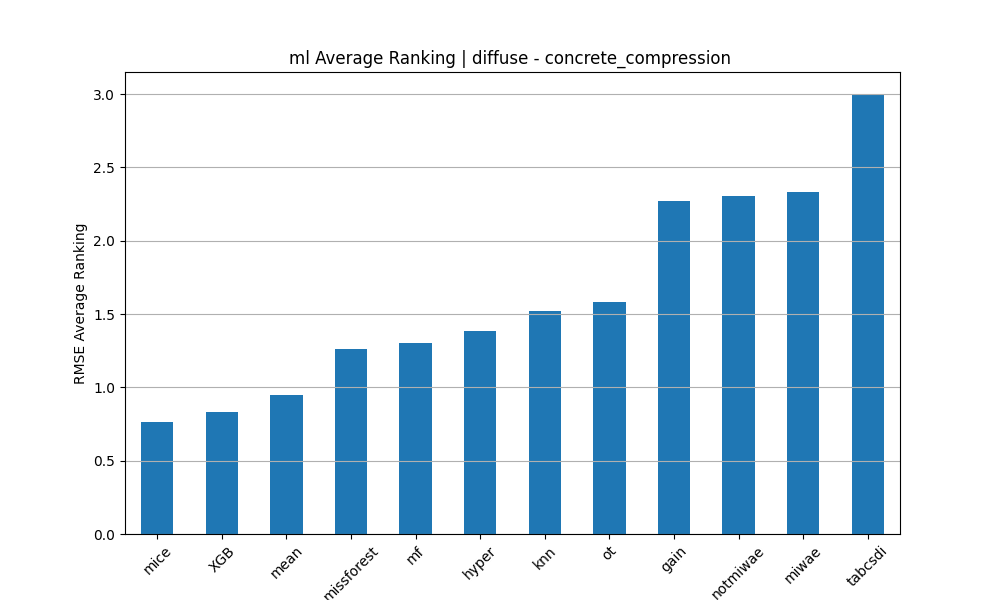 ml Average Ranking | diffuse - concrete_compression
RMSE Average Ranking
3.0
2.5
2.0
1.5
1.0
0.5
0.0
mice
XGB
mean
missforest
mf
hyper
knn
ot
gain
notmiwae
miwae
tabcsdi